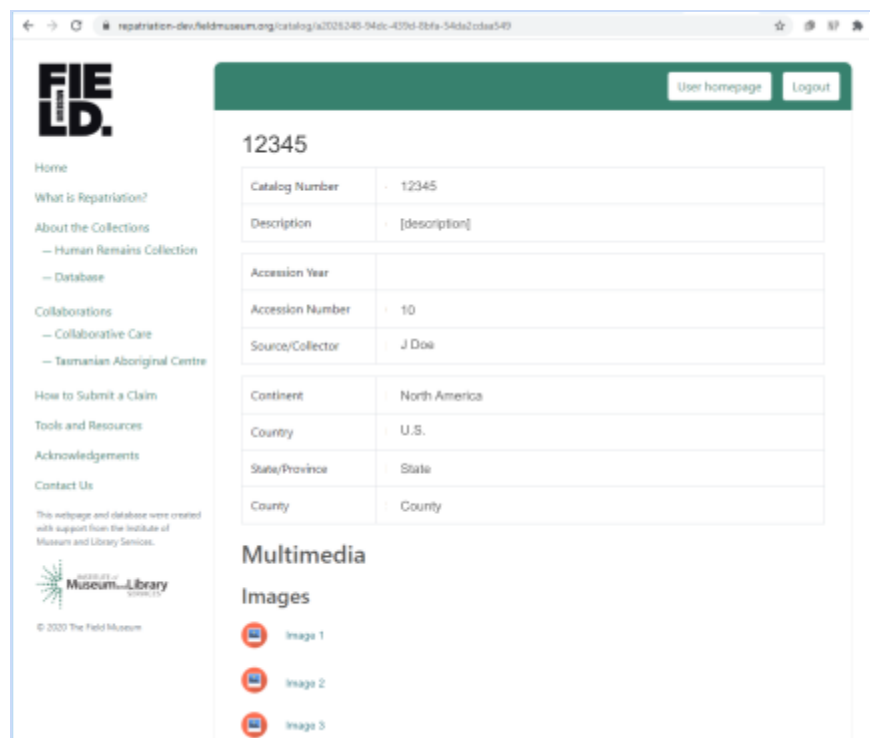 repatriation-dev.fieldmuseum.org/catalog/a2026248-94dc-439d-8bfa-54da2cdaa549
FIE
LD.
MUSEUM
User homepage Logout
Home
What is Repatriation?
About the Collections
— Human Remains Collection
— Database
Collaborations
— Collaborative Care
— Tasmanian Aboriginal Centre
How to Submit a Claim
Tools and Resources
Acknowledgements
Contact Us
This webpage and database were created
with support from the Institute of
Museum and Library Services.
INSTITUTE of
Museum and Library
SERVICES
© 2020 The Field Museum
12345
Catalog Number 12345
Description [description]
Accession Year
Accession Number 10
Source/Collector J Doe
Continent North America
Country U.S.
State/Province State
County County
Multimedia
Images
Image 1
Image 2
Image 3